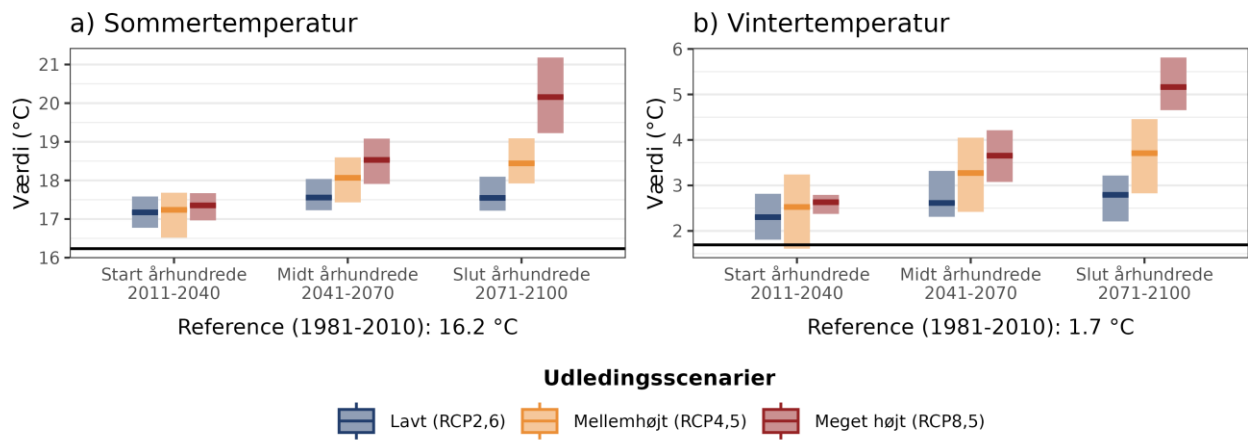 a) Sommertemperatur
Værdi (°C)
21
20
19
18
17
16
Start århundrede
2011-2040
Midt århundrede
2041-2070
Slut århundrede
2071-2100
Reference (1981-2010): 16.2 °C
b) Vintertemperatur
Værdi (°C)
6
5
4
3
2
Start århundrede
2011-2040
Midt århundrede
2041-2070
Slut århundrede
2071-2100
Reference (1981-2010): 1.7 °C
Udledingsscenarier
Lavt (RCP2,6)
Mellemhøjt (RCP4,5)
Meget højt (RCP8,5)